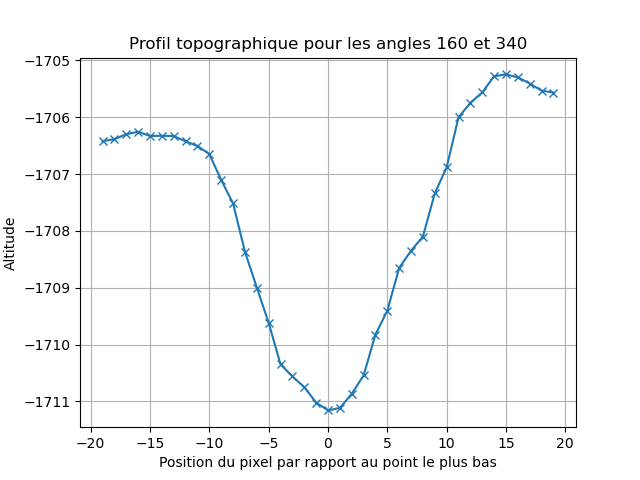 Profil topographique pour les angles 160 et 340
−1705
−1706
−1707
−1708
−1709
−1710
−1711
Altitude
−20 −15 −10 −5 0 5 10 15 20
Position du pixel par rapport au point le plus bas